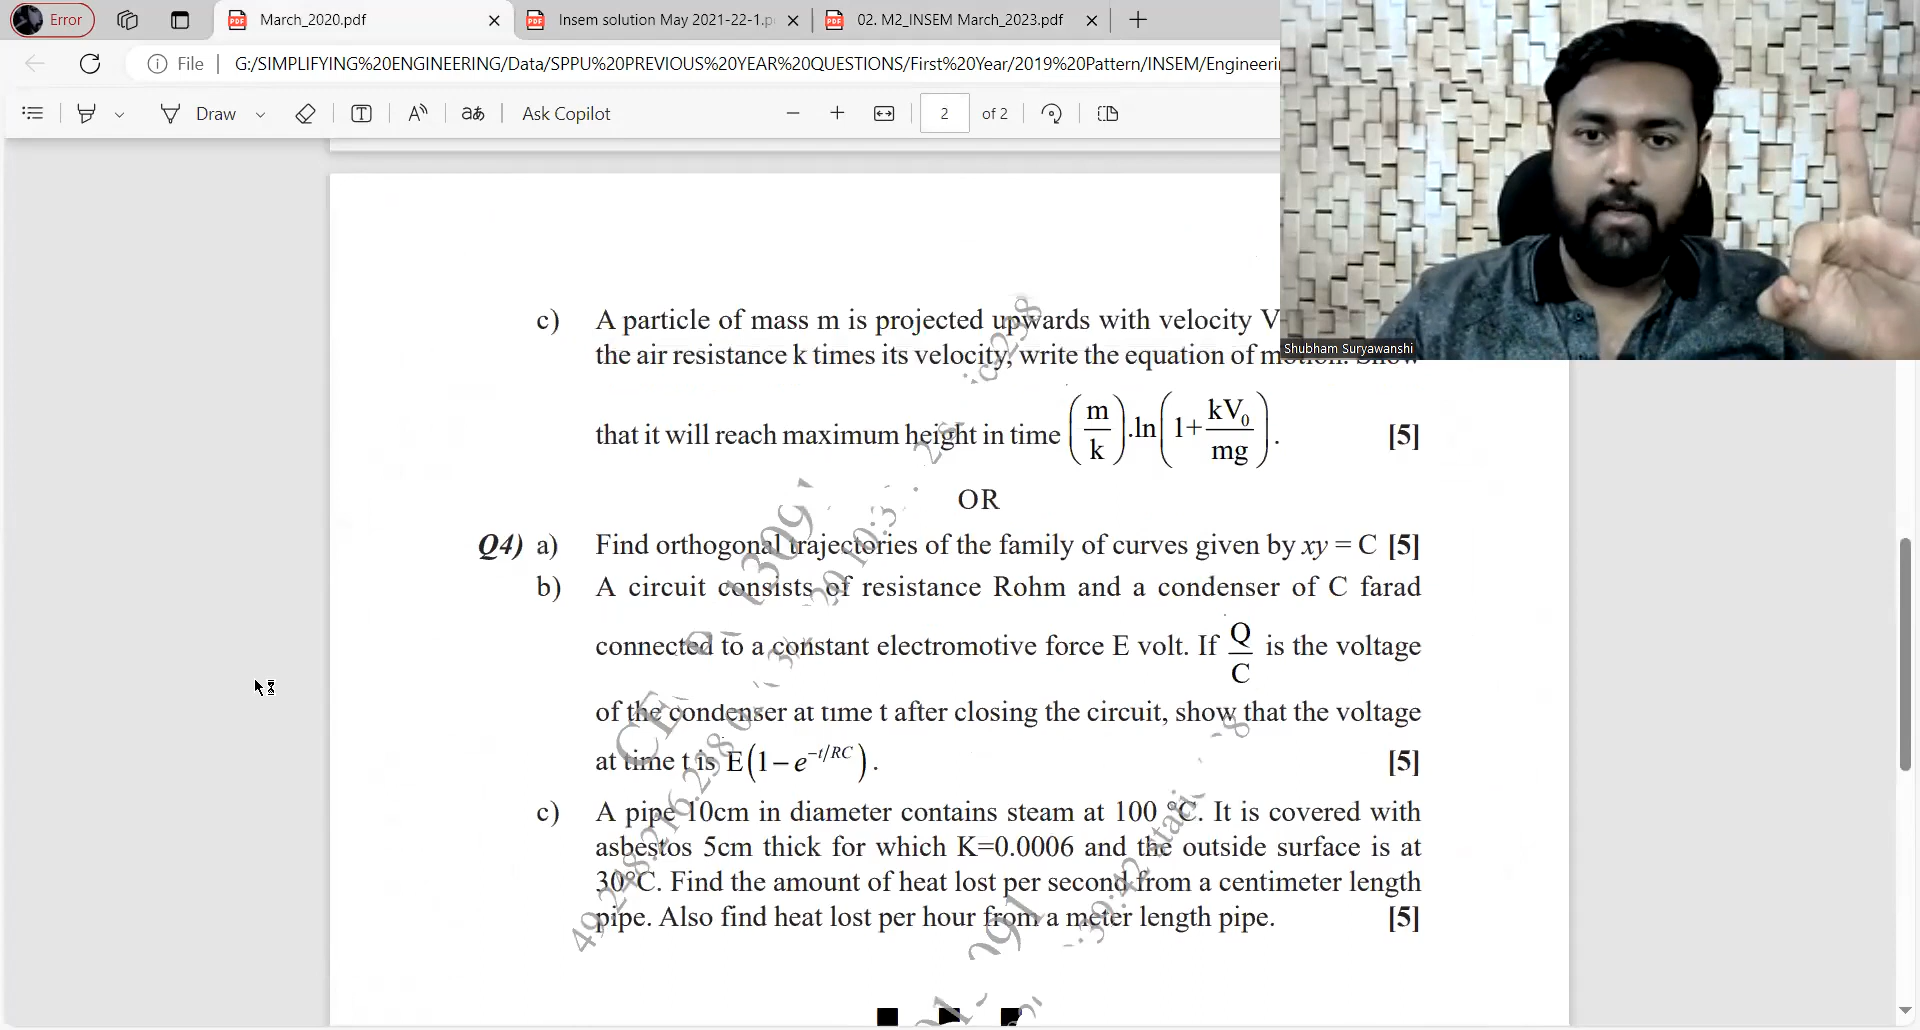 Error
March_2020.pdf
Insem solution May 2021-22-1.p
02. M2_INSEM March_2023.pdf
File
G:/SIMPLIFYING%20ENGINEERING/Data/SPPU%20PREVIOUS%20YEAR%20QUESTIONS/First%20Year/2019%20Pattern/INSEM/Engineerin
Draw
Ask Copilot
2 of 2
Shubham Suryawanshi
c) A particle of mass m is projected upwards with velocity V
the air resistance k times its velocity, write the equation of motion. Show
that it will reach maximum height in time (m/k).ln(1+kV₀/mg). [5]
OR
Q4) a) Find orthogonal trajectories of the family of curves given by xy = C [5]
b) A circuit consists of resistance Rohm and a condenser of C farad
connected to a constant electromotive force E volt. If Q/C is the voltage
of the condenser at time t after closing the circuit, show that the voltage
at time t is E(1 – e^(–t/RC)). [5]
c) A pipe 10cm in diameter contains steam at 100 °C. It is covered with
asbestos 5cm thick for which K=0.0006 and the outside surface is at
30°C. Find the amount of heat lost per second from a centimeter length
pipe. Also find heat lost per hour from a meter length pipe. [5]